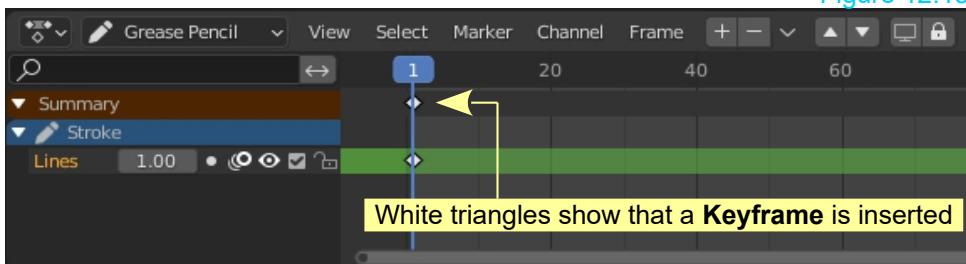 Grease Pencil View Select Marker Channel Frame
1 20 40 60
Summary
Stroke
Lines 1.00
White triangles show that a Keyframe is inserted